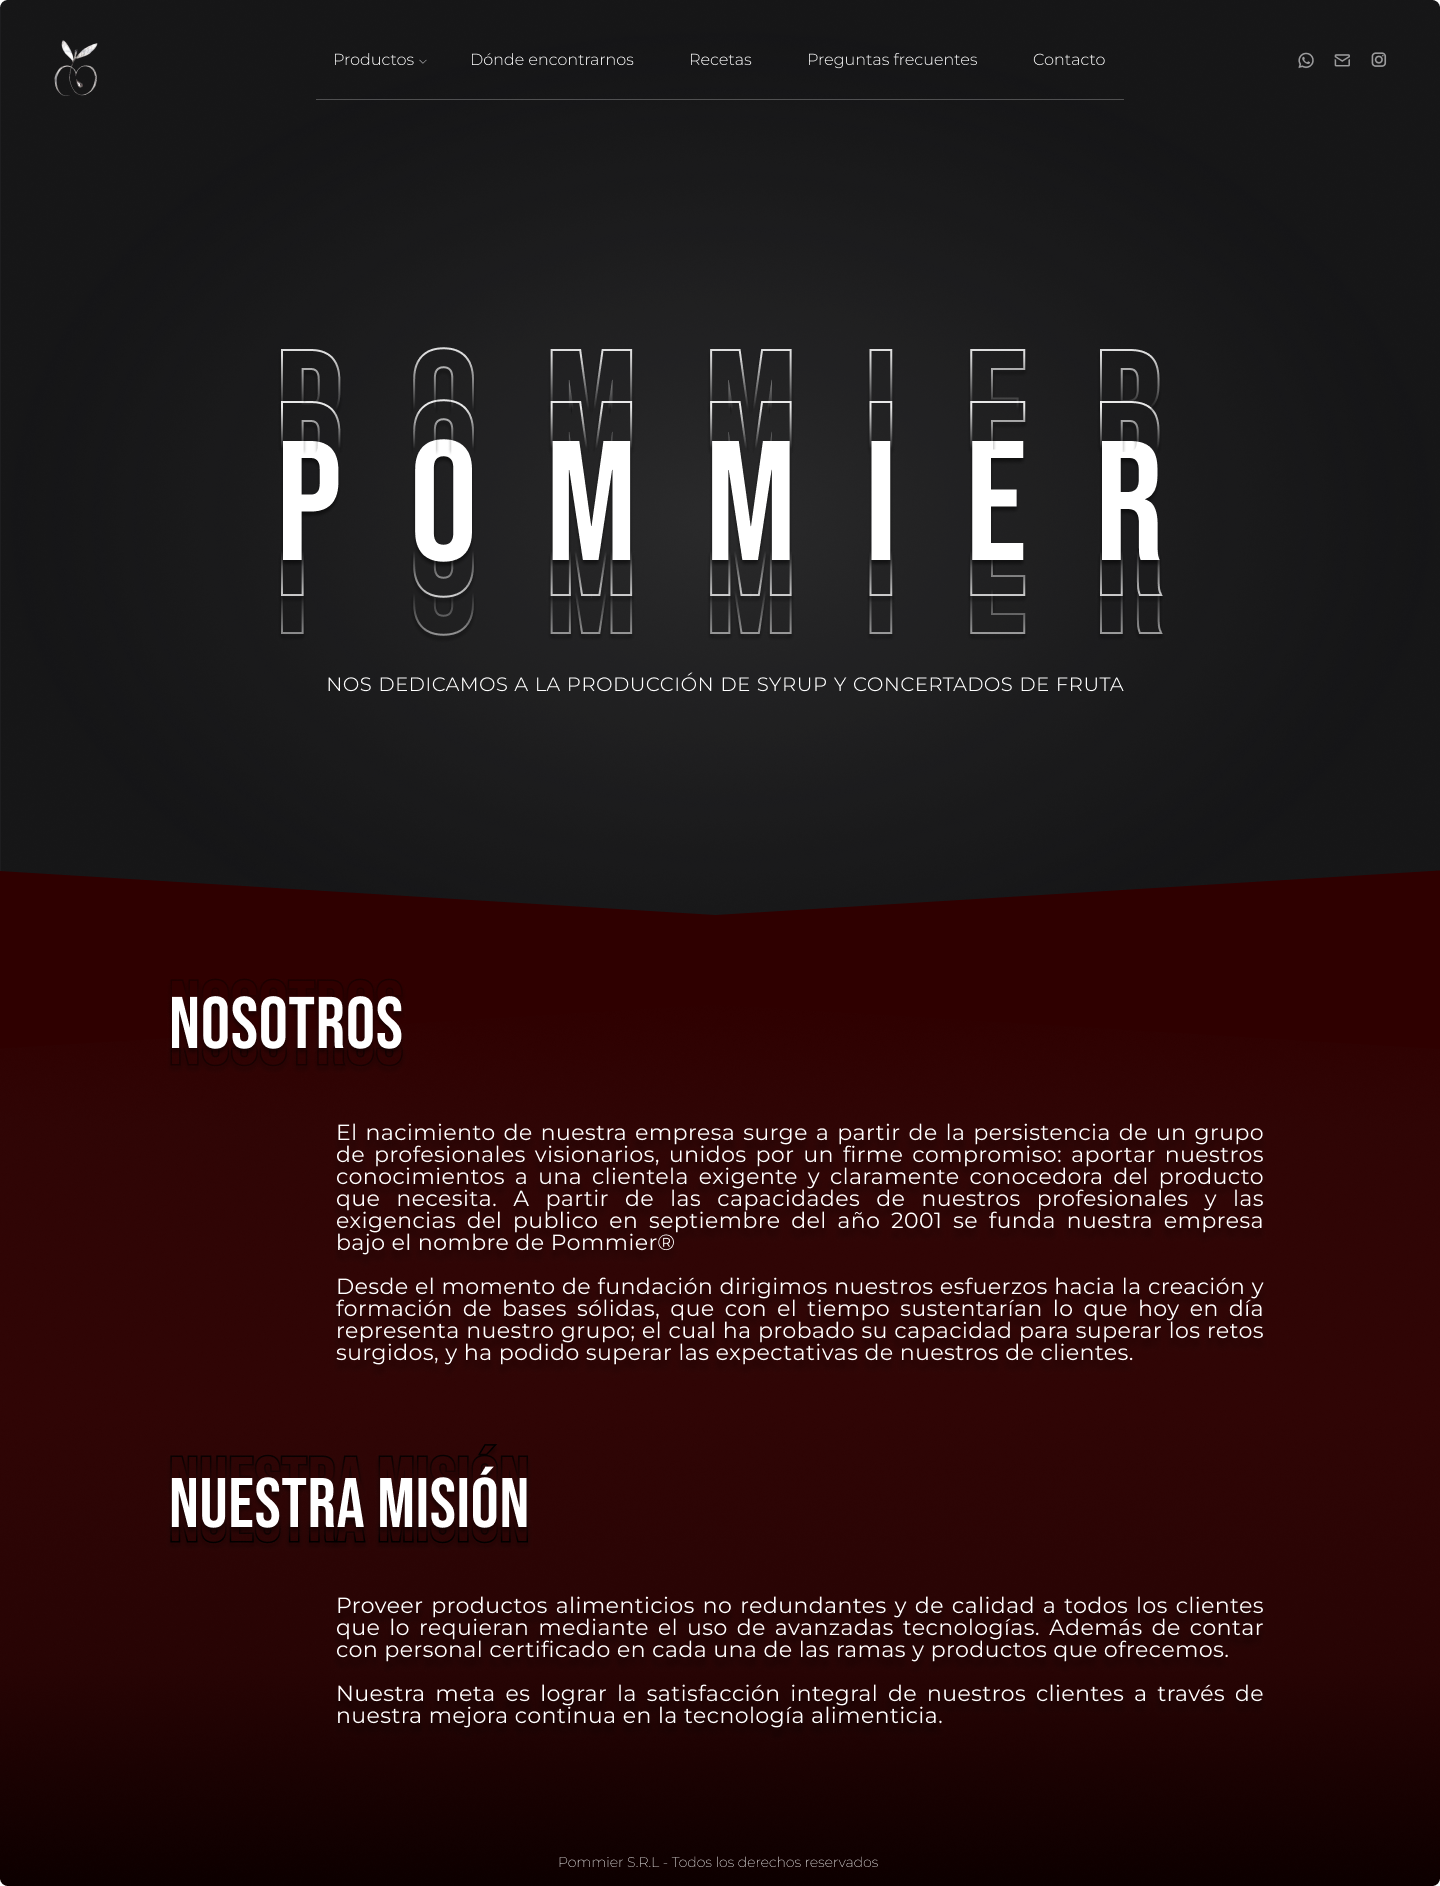 Productos
Dónde encontrarnos
Recetas
Preguntas frecuentes
Contacto
POMMIER
NOS DEDICAMOS A LA PRODUCCIÓN DE SYRUP Y CONCERTADOS DE FRUTA
NOSOTROS
El nacimiento de nuestra empresa surge a partir de la persistencia de un grupo
de profesionales visionarios, unidos por un firme compromiso: aportar nuestros
conocimientos a una clientela exigente y claramente conocedora del producto
que necesita. A partir de las capacidades de nuestros profesionales y las
exigencias del publico en septiembre del año 2001 se funda nuestra empresa
bajo el nombre de Pommier®
Desde el momento de fundación dirigimos nuestros esfuerzos hacia la creación y
formación de bases sólidas, que con el tiempo sustentarían lo que hoy en día
representa nuestro grupo; el cual ha probado su capacidad para superar los retos
surgidos, y ha podido superar las expectativas de nuestros de clientes.
NUESTRA MISIÓN
Proveer productos alimenticios no redundantes y de calidad a todos los clientes
que lo requieran mediante el uso de avanzadas tecnologías. Además de contar
con personal certificado en cada una de las ramas y productos que ofrecemos.
Nuestra meta es lograr la satisfacción integral de nuestros clientes a través de
nuestra mejora continua en la tecnología alimenticia.
Pommier S.R.L - Todos los derechos reservados